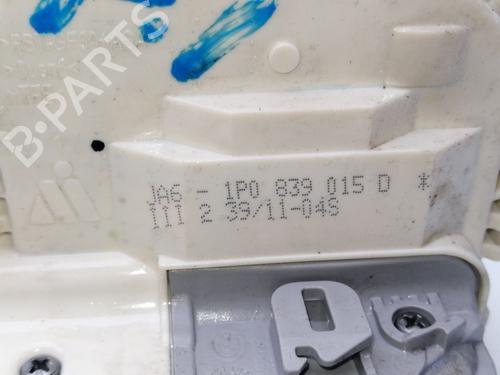 B-PARTS
JA6 - 1P0 839 015 D *
III 2 39/11-04S